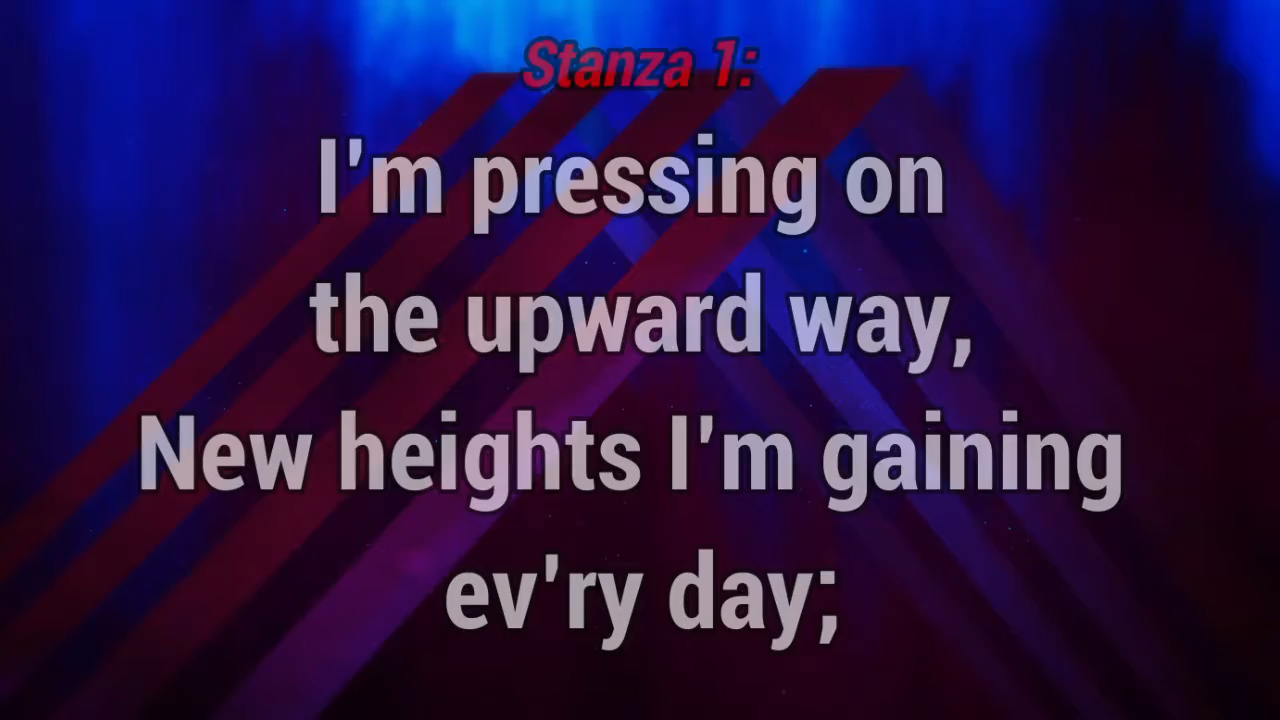 Stanza 1:
I'm pressing on
the upward way,
New heights I'm gaining
ev'ry day;